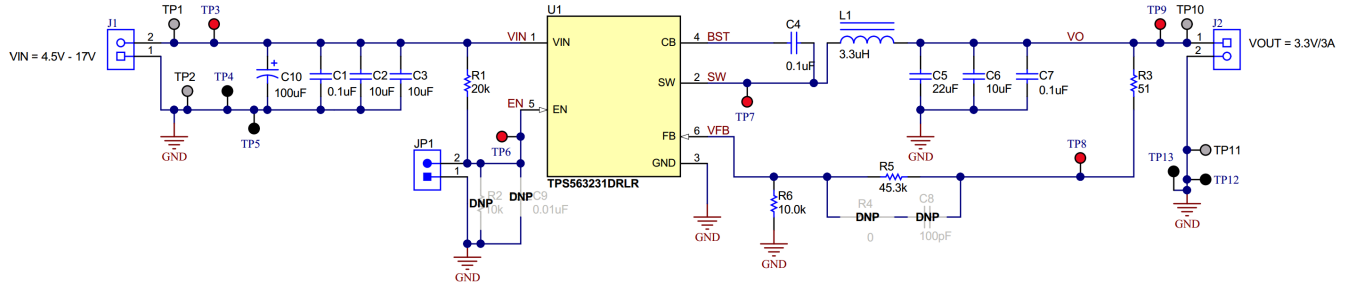 J1
TP1
TP3
VIN = 4.5V - 17V
2
1
TP2
TP4
TP5
GND
C10
100uF
C1
0.1uF
C2
10uF
C3
10uF
R1
20k
VIN
1
EN
5
TP6
JP1
2
1
R2
DNP
10k
C9
DNP
0.01uF
GND
U1
VIN
EN
CB
SW
FB
GND
TPS563231DRLR
4
BST
2
SW
6
VFB
3
GND
C4
0.1uF
TP7
L1
3.3uH
C5
22uF
C6
10uF
C7
0.1uF
GND
VO
R3
51
TP8
R5
45.3k
R6
10.0k
GND
R4
DNP
0
C8
DNP
100pF
TP9
TP10
J2
1
2
VOUT = 3.3V/3A
TP11
TP13
TP12
GND